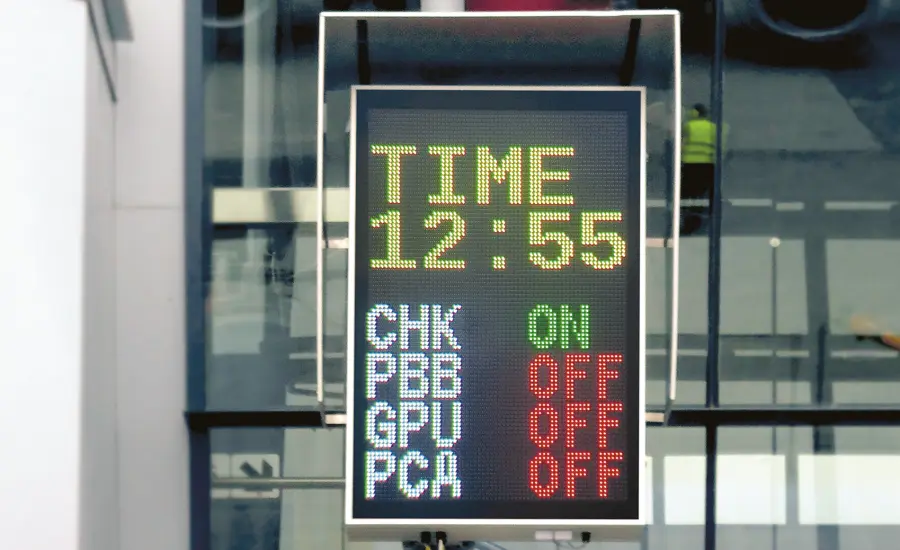 TIME
12:55
CHK ON
PBB OFF
GPU OFF
PCA OFF